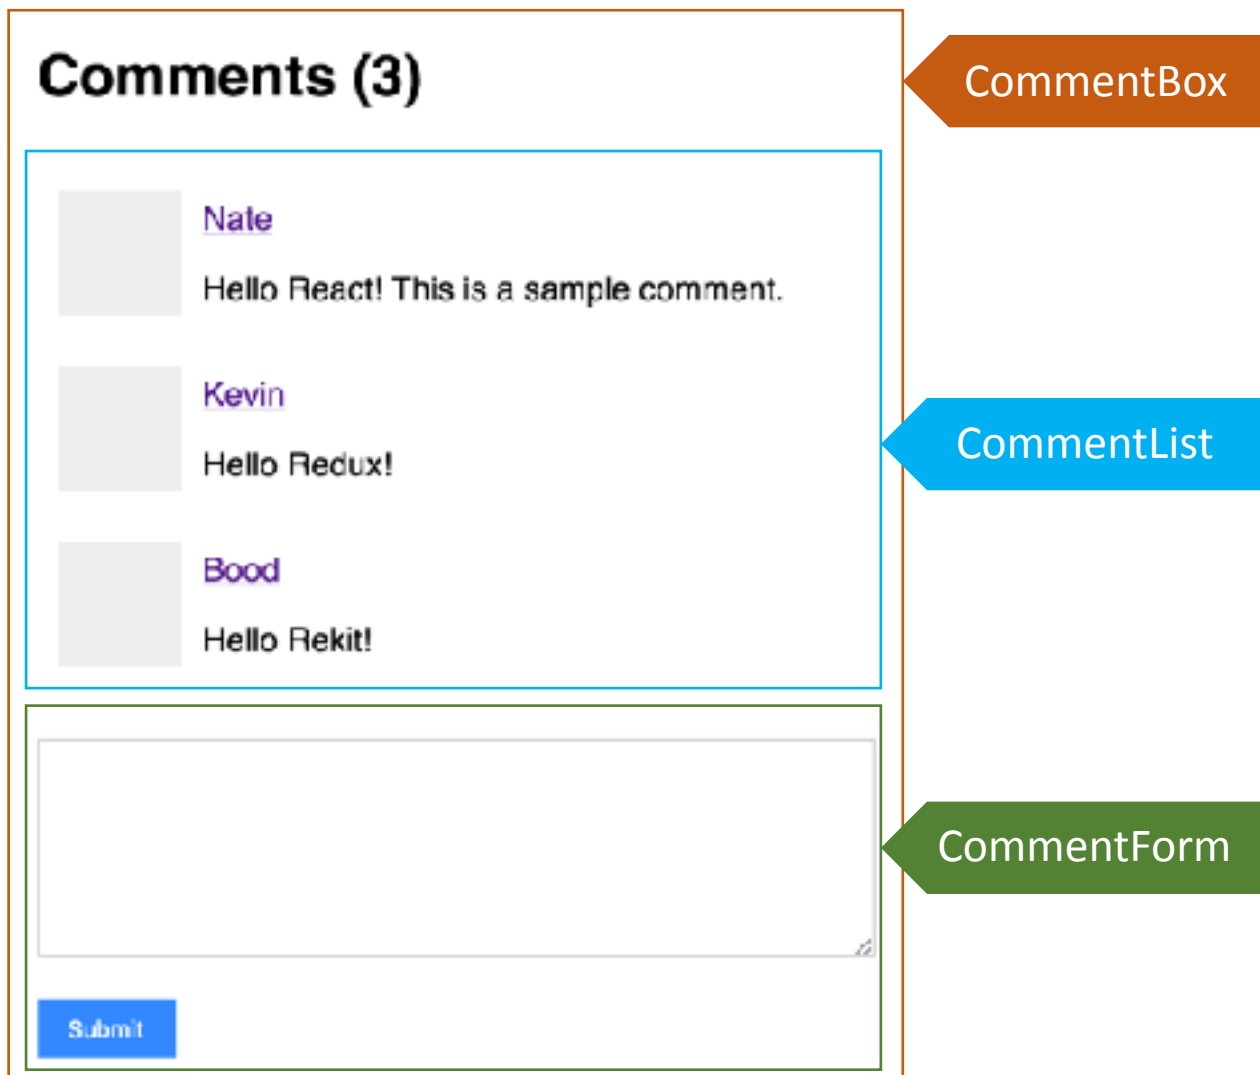 Comments (3)
CommentBox
Nate
Hello React! This is a sample comment.
Kevin
Hello Redux!
CommentList
Bood
Hello Rekit!
CommentForm
Submit